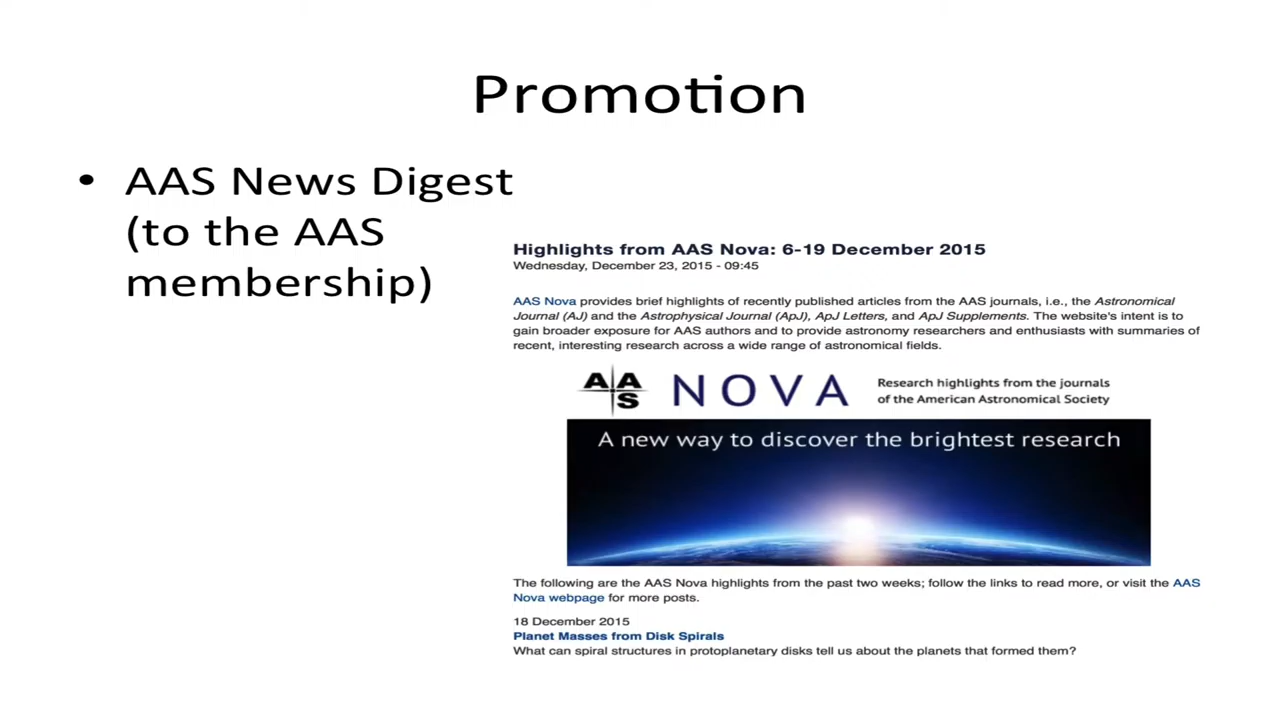 Promotion
• AAS News Digest
(to the AAS
membership)
Highlights from AAS Nova: 6-19 December 2015
Wednesday, December 23, 2015 - 09:45
AAS Nova provides brief highlights of recently published articles from the AAS journals, i.e., the Astronomical
Journal (AJ) and the Astrophysical Journal (ApJ), ApJ Letters, and ApJ Supplements. The website's intent is to
gain broader exposure for AAS authors and to provide astronomy researchers and enthusiasts with summaries of
recent, interesting research across a wide range of astronomical fields.
AAS NOVA
Research highlights from the journals
of the American Astronomical Society
A new way to discover the brightest research
The following are the AAS Nova highlights from the past two weeks; follow the links to read more, or visit the AAS
Nova webpage for more posts.
18 December 2015
Planet Masses from Disk Spirals
What can spiral structures in protoplanetary disks tell us about the planets that formed them?